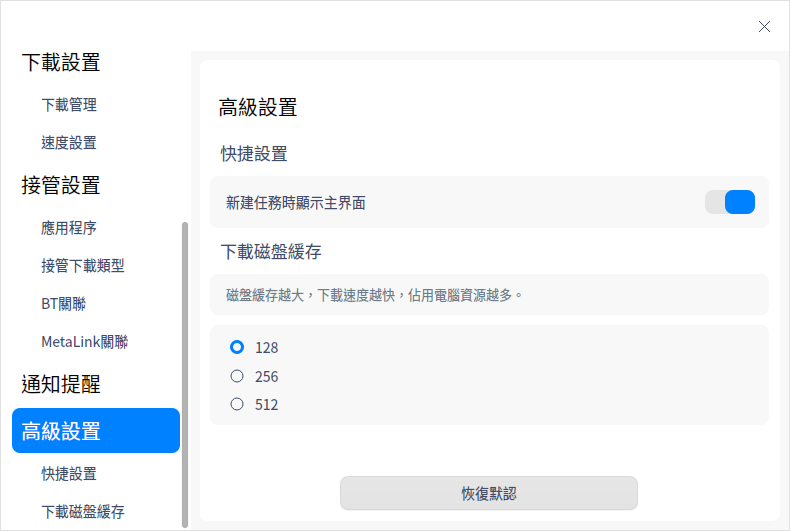 下載設置
下載管理
速度設置
接管設置
應用程序
接管下載類型
BT關聯
MetaLink關聯
通知提醒
高級設置
快捷設置
下載磁盤緩存
高級設置
快捷設置
新建任務時顯示主界面
下載磁盤緩存
磁盤緩存越大，下載速度越快，佔用電腦資源越多。
128
256
512
恢復默認